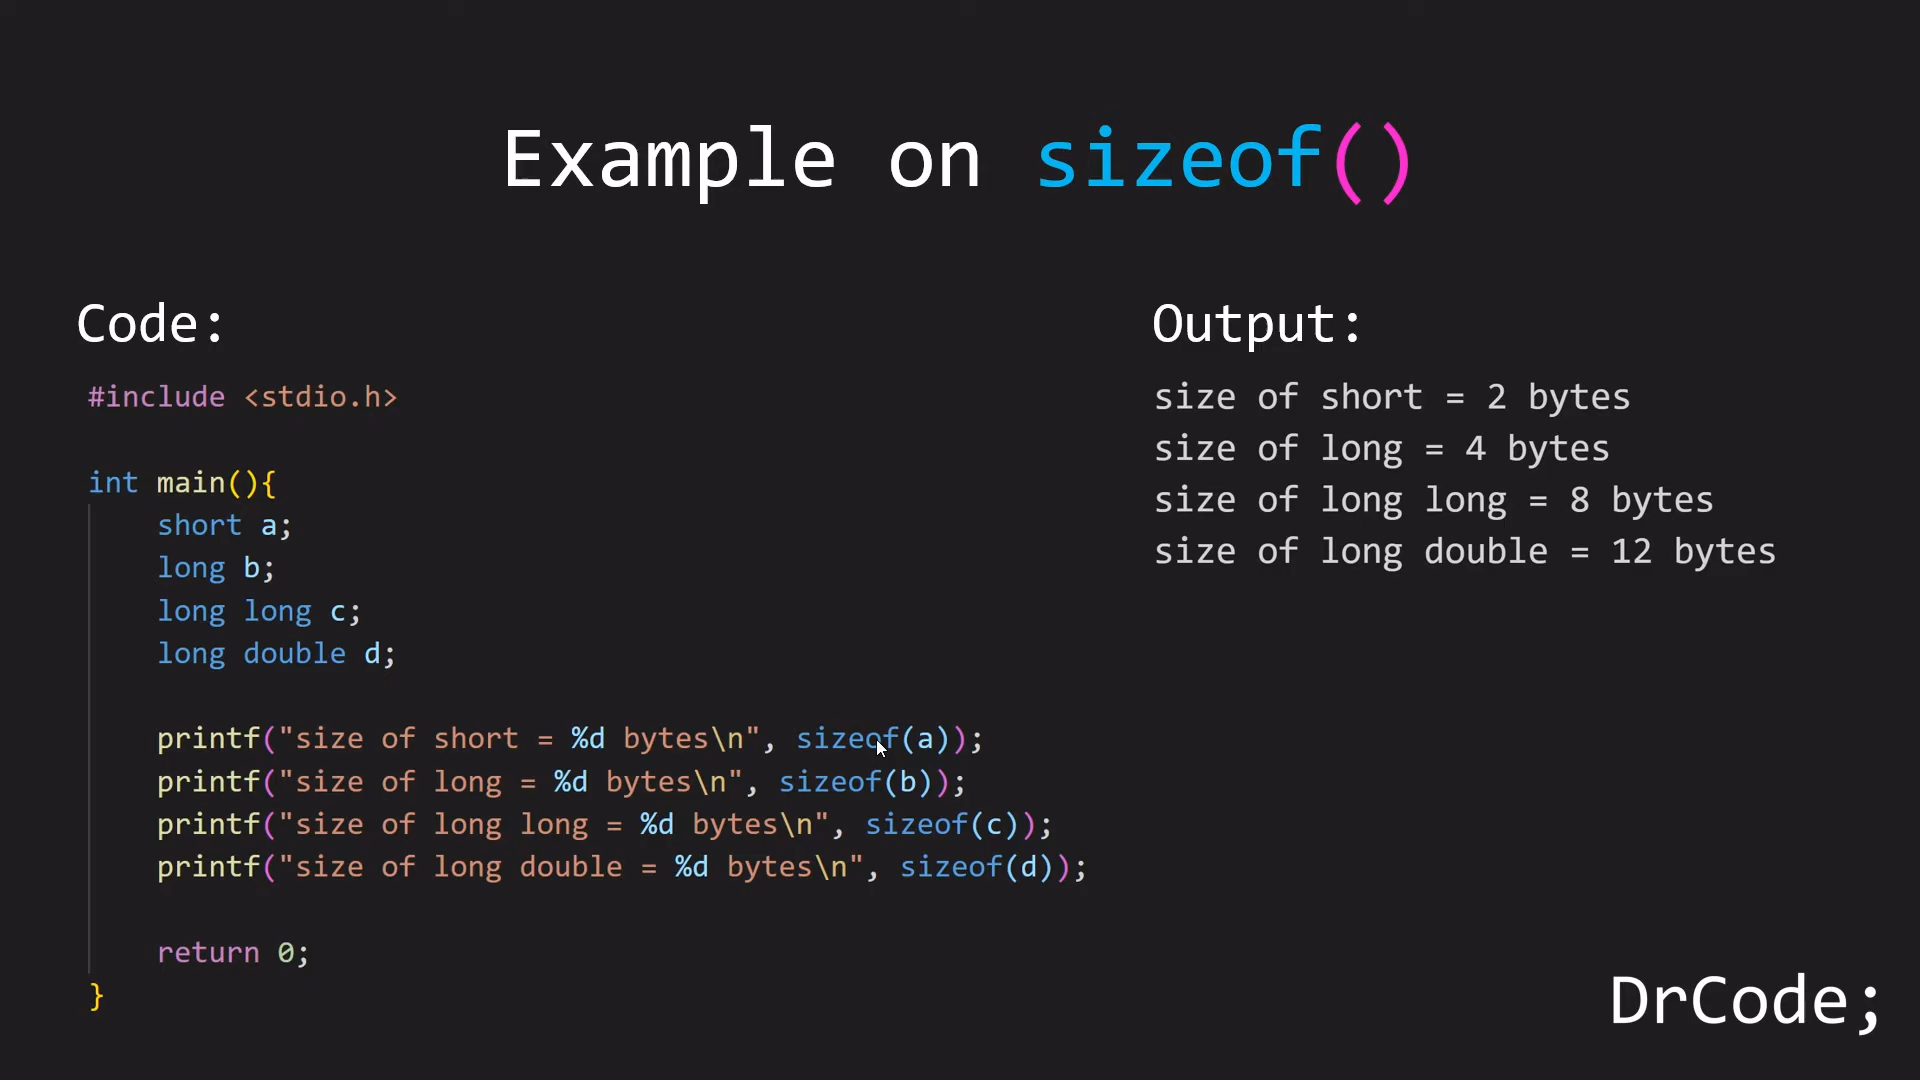 Example on sizeof()
Code:
#include <stdio.h>
int main(){
    short a;
    long b;
    long long c;
    long double d;
    printf("size of short = %d bytes\n", sizeof(a));
    printf("size of long = %d bytes\n", sizeof(b));
    printf("size of long long = %d bytes\n", sizeof(c));
    printf("size of long double = %d bytes\n", sizeof(d));
    return 0;
}
Output:
size of short = 2 bytes
size of long = 4 bytes
size of long long = 8 bytes
size of long double = 12 bytes
DrCode;